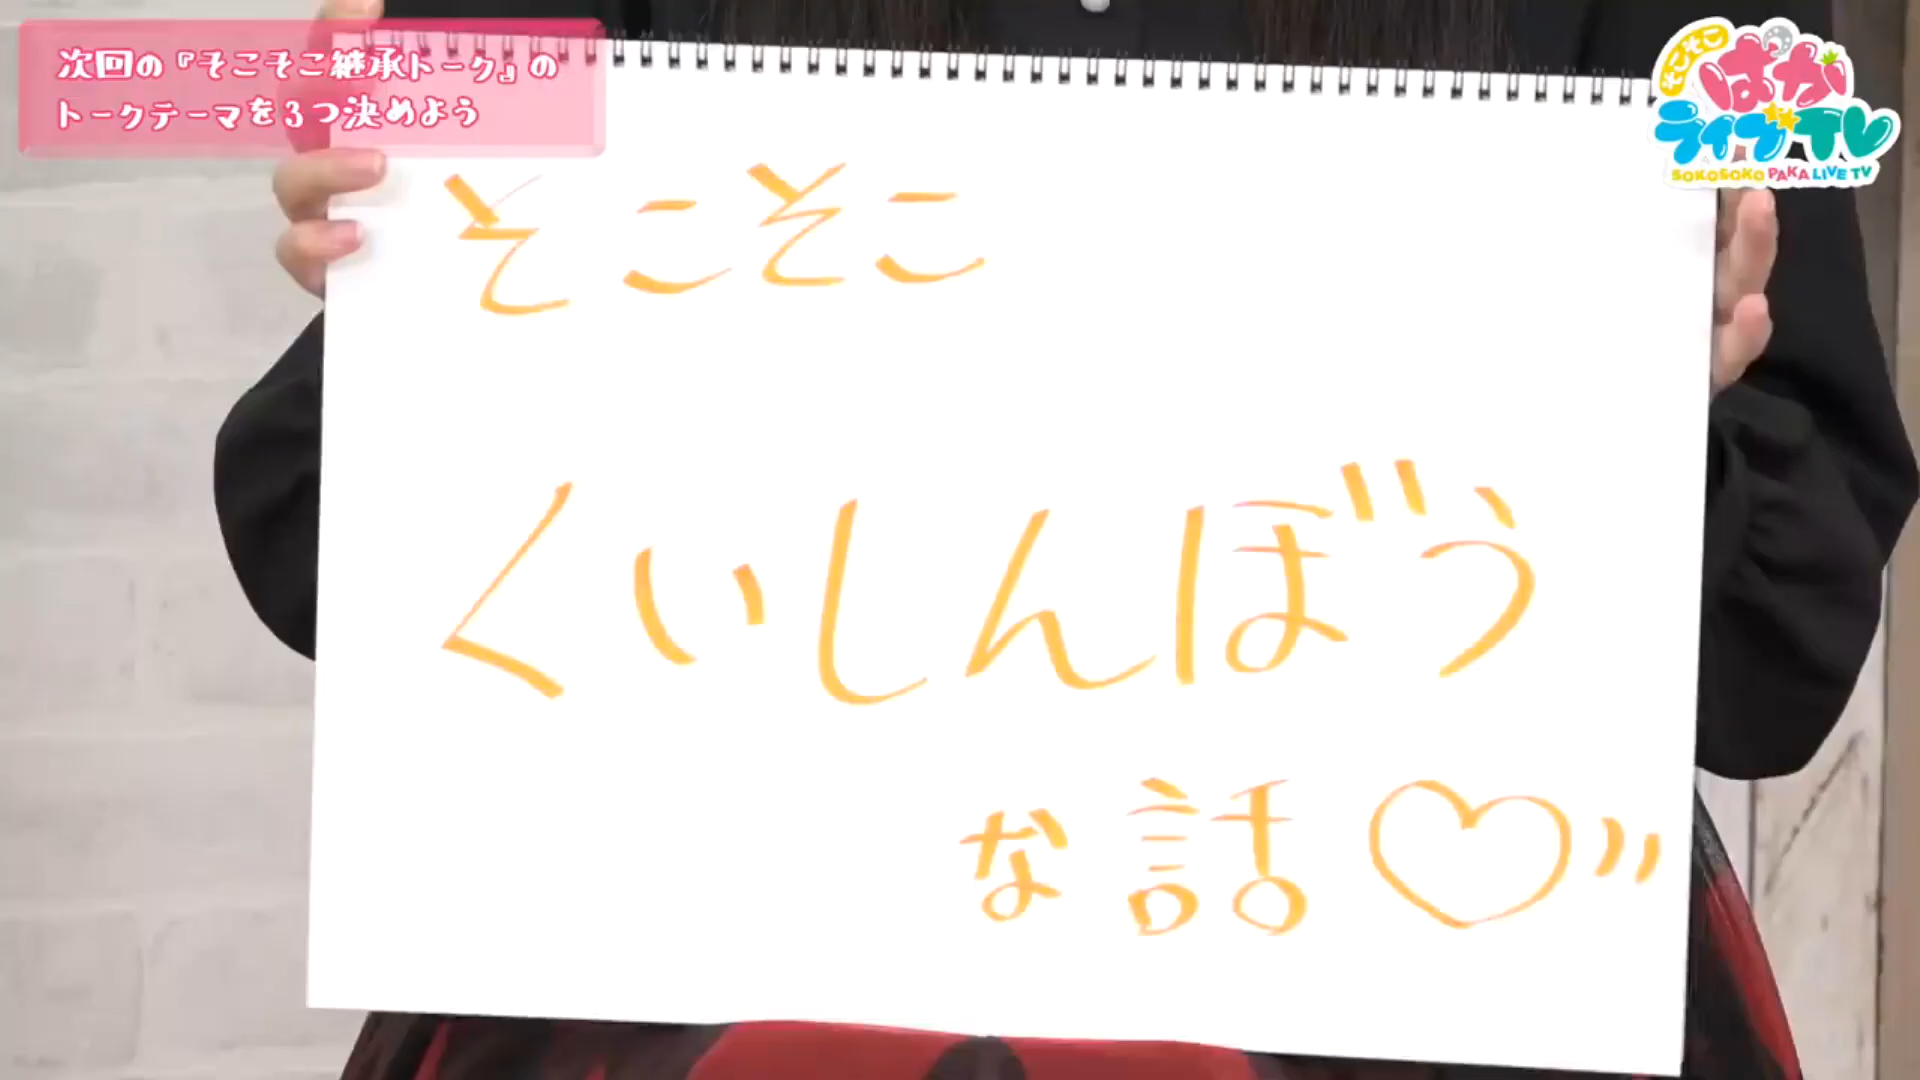 次回の『そこそこ継承トーク』の
トークテーマを3つ決めよう
そこそこ
ぱか
ライブTV
SOKOSOKO PAKA LIVE TV
そこそこ
くいしんぼう
な話♡